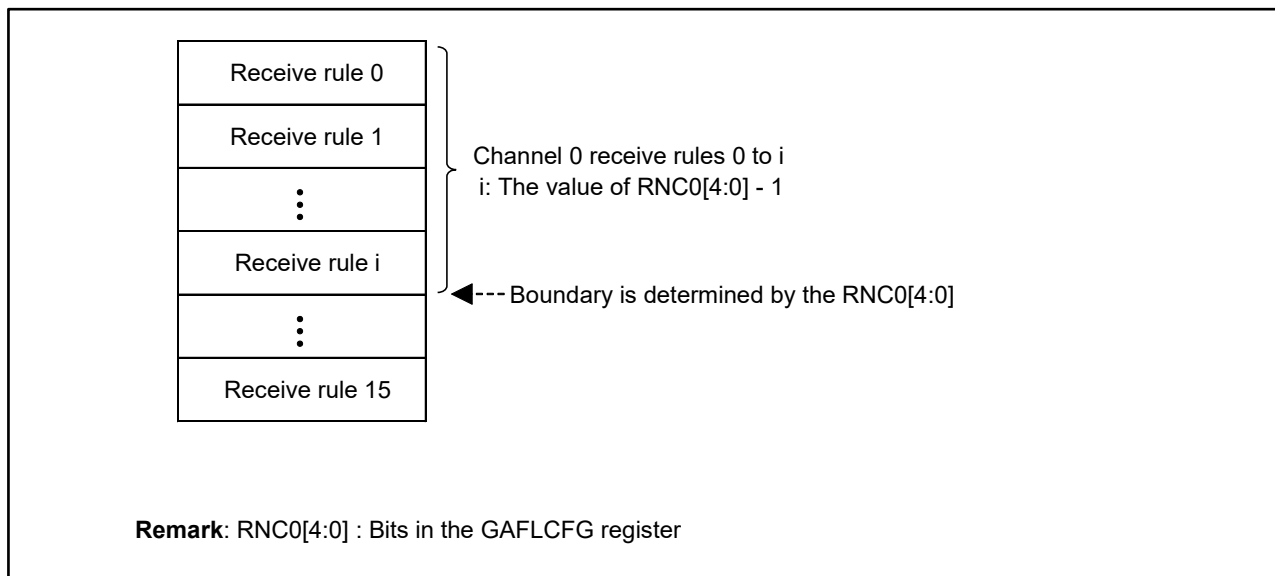 Receive rule 0
Receive rule 1
Channel 0 receive rules 0 to i
i: The value of RNC0[4:0] - 1
Receive rule i
Boundary is determined by the RNC0[4:0]
Receive rule 15
Remark: RNC0[4:0] : Bits in the GAFLCFG register